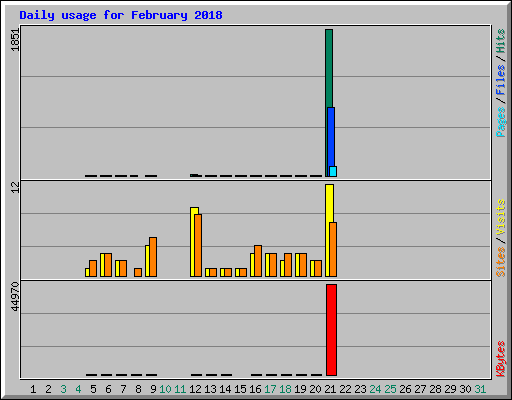 Daily usage for February 2018
1851
Pages / Files / Hits
12
Sites / Visits
44970
KBytes
1 2 3 4 5 6 7 8 9 10 11 12 13 14 15 16 17 18 19 20 21 22 23 24 25 26 27 28 29 30 31